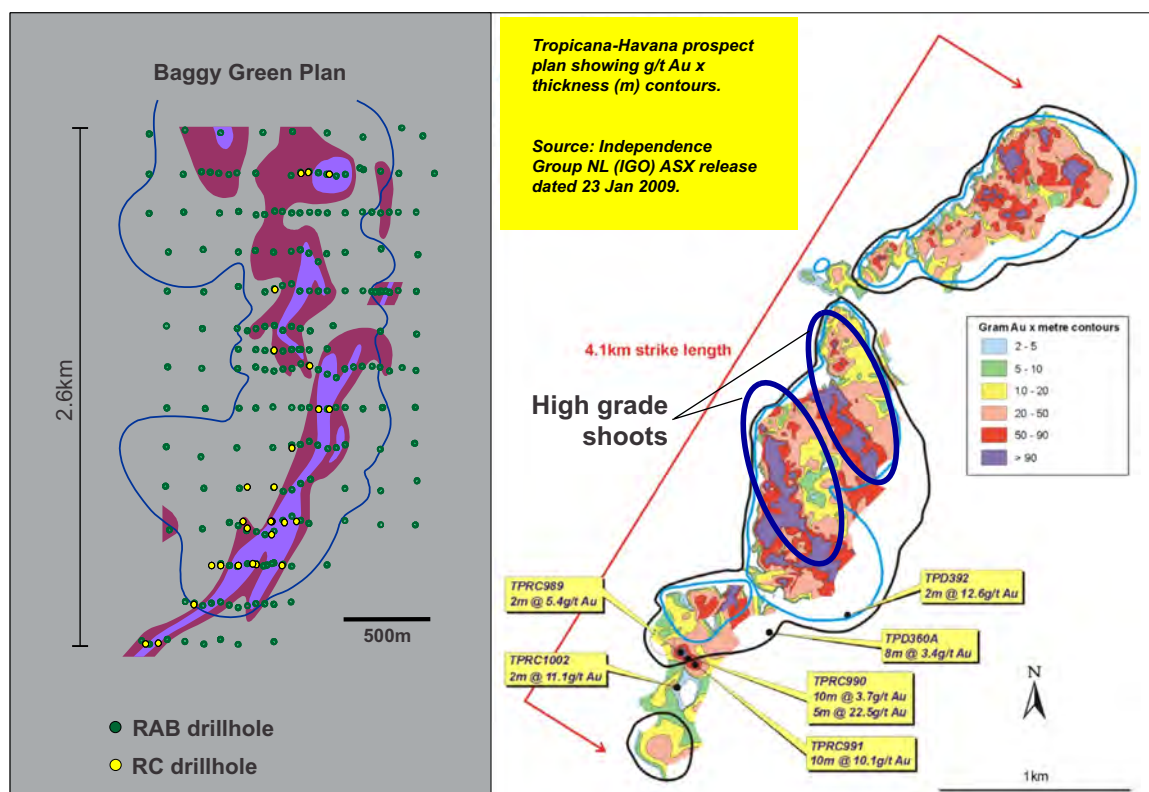 Baggy Green Plan
2.6km
500m
RAB drillhole
RC drillhole
Tropicana-Havana prospect
plan showing g/t Au x
thickness (m) contours.
Source: Independence
Group NL (IGO) ASX release
dated 23 Jan 2009.
4.1km strike length
High grade
shoots
Gram Au x metre contours
2 - 5
5 - 10
10 - 20
20 - 50
50 - 90
> 90
TPRC989
2m @ 5.4g/t Au
TPD392
2m @ 12.6g/t Au
TPD360A
8m @ 3.4g/t Au
TPRC1002
2m @ 11.1g/t Au
TPRC990
10m @ 3.7g/t Au
5m @ 22.5g/t Au
TPRC991
10m @ 10.1g/t Au
N
1km